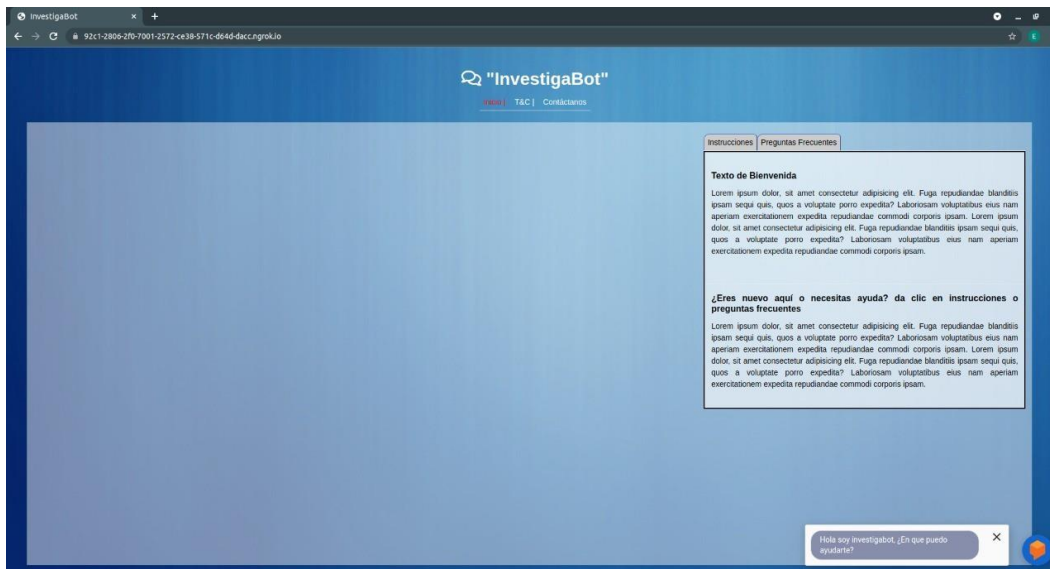 InvestigaBot
92c1-2806-2f0-7001-2572-ce38-571c-d64d-dacc.ngrok.io
E
"InvestigaBot"
Inicio | T&C | Contáctanos
Instrucciones Preguntas Frecuentes
Texto de Bienvenida
Lorem ipsum dolor, sit amet consectetur adipisicing elit. Fuga repudiandae blanditiis
ipsam sequi quis, quos a voluptate porro expedita? Laboriosam voluptatibus eius nam
aperiam exercitationem expedita repudiandae commodi corporis ipsam. Lorem ipsum
dolor, sit amet consectetur adipisicing elit. Fuga repudiandae blanditiis ipsam sequi quis,
quos a voluptate porro expedita? Laboriosam voluptatibus eius nam aperiam
exercitationem expedita repudiandae commodi corporis ipsam.
¿Eres nuevo aquí o necesitas ayuda? da clic en instrucciones o
preguntas frecuentes
Lorem ipsum dolor, sit amet consectetur adipisicing elit. Fuga repudiandae blanditiis
ipsam sequi quis, quos a voluptate porro expedita? Laboriosam voluptatibus eius nam
aperiam exercitationem expedita repudiandae commodi corporis ipsam. Lorem ipsum
dolor, sit amet consectetur adipisicing elit. Fuga repudiandae blanditiis ipsam sequi quis,
quos a voluptate porro expedita? Laboriosam voluptatibus eius nam aperiam
exercitationem expedita repudiandae commodi corporis ipsam.
Hola soy investigabot, ¿En que puedo
ayudarte?